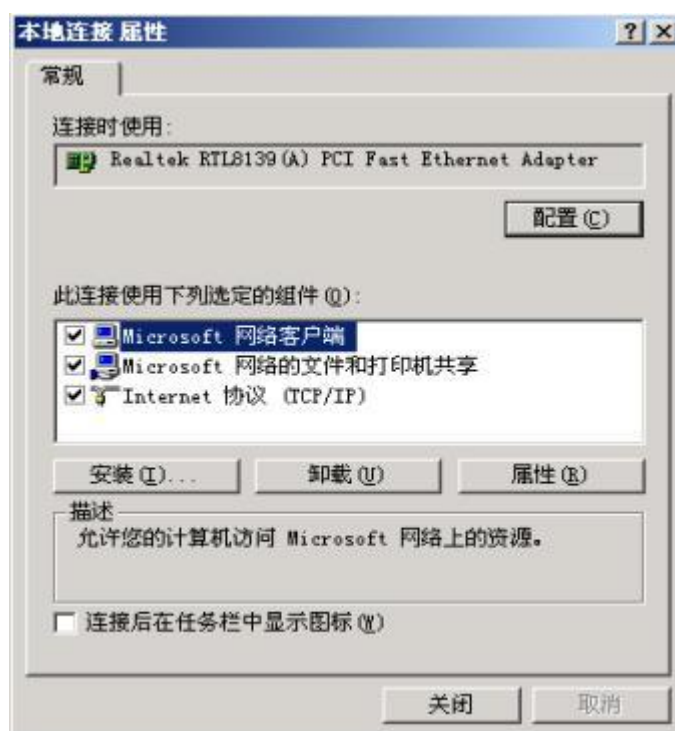 本地连接 属性
常规
连接时使用:
Realtek RTL8139(A) PCI Fast Ethernet Adapter
配置(C)
此连接使用下列选定的组件(O):
Microsoft 网络客户端
Microsoft 网络的文件和打印机共享
Internet 协议 (TCP/IP)
安装(I)... 卸载(U) 属性(R)
描述
允许您的计算机访问 Microsoft 网络上的资源。
连接后在任务栏中显示图标(W)
关闭 取消